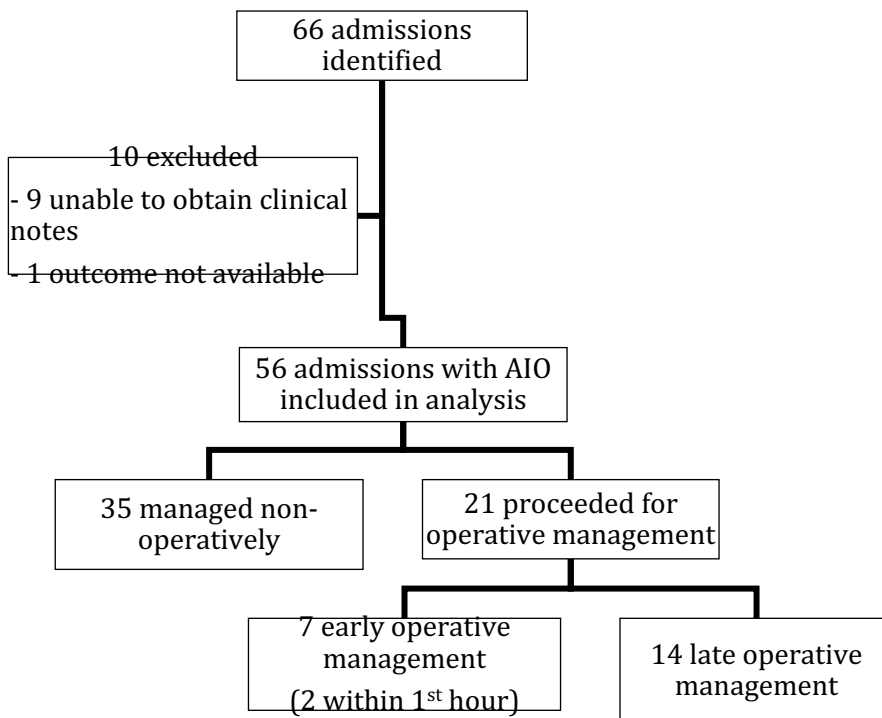 66 admissions
identified
10 excluded
- 9 unable to obtain clinical
notes
- 1 outcome not available
56 admissions with AIO
included in analysis
35 managed non-
operatively
21 proceeded for
operative management
7 early operative
management
(2 within 1st hour)
14 late operative
management